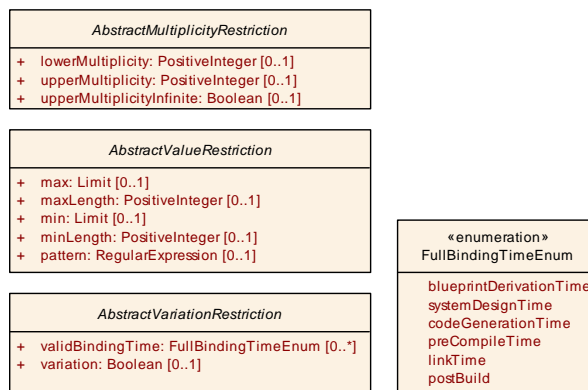 AbstractMultiplicityRestriction
+ lowerMultiplicity: PositiveInteger [0..1]
+ upperMultiplicity: PositiveInteger [0..1]
+ upperMultiplicityInfinite: Boolean [0..1]
AbstractValueRestriction
+ max: Limit [0..1]
+ maxLength: PositiveInteger [0..1]
+ min: Limit [0..1]
+ minLength: PositiveInteger [0..1]
+ pattern: RegularExpression [0..1]
AbstractVariationRestriction
+ validBindingTime: FullBindingTimeEnum [0..*]
+ variation: Boolean [0..1]
«enumeration»
FullBindingTimeEnum
blueprintDerivationTime
systemDesignTime
codeGenerationTime
preCompileTime
linkTime
postBuild